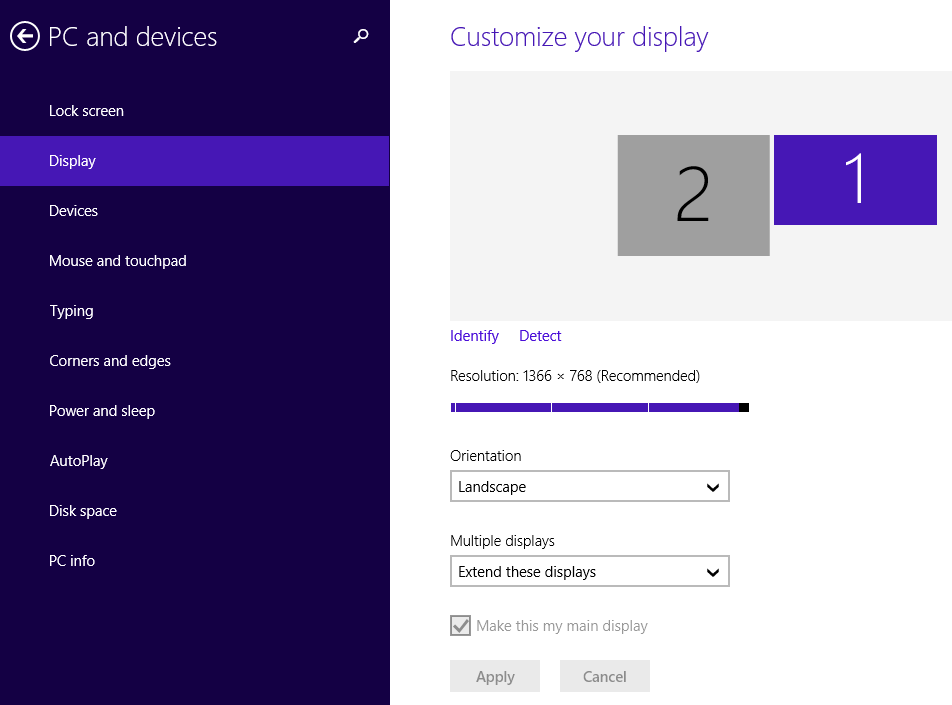 PC and devices
Lock screen
Display
Devices
Mouse and touchpad
Typing
Corners and edges
Power and sleep
AutoPlay
Disk space
PC info
Customize your display
2 1
Identify Detect
Resolution: 1366 × 768 (Recommended)
Orientation
Landscape
Multiple displays
Extend these displays
Make this my main display
Apply Cancel